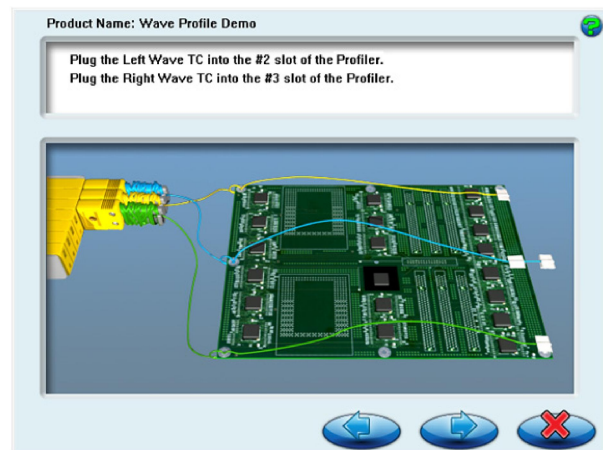 Product Name: Wave Profile Demo
?
Plug the Left Wave TC into the #2 slot of the Profiler.
Plug the Right Wave TC into the #3 slot of the Profiler.